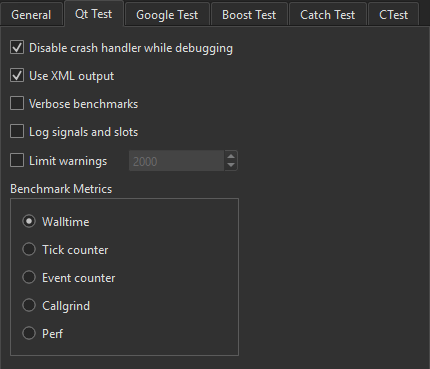 General Qt Test Google Test Boost Test Catch Test CTest
Disable crash handler while debugging
Use XML output
Verbose benchmarks
Log signals and slots
Limit warnings 2000
Benchmark Metrics
Walltime
Tick counter
Event counter
Callgrind
Perf